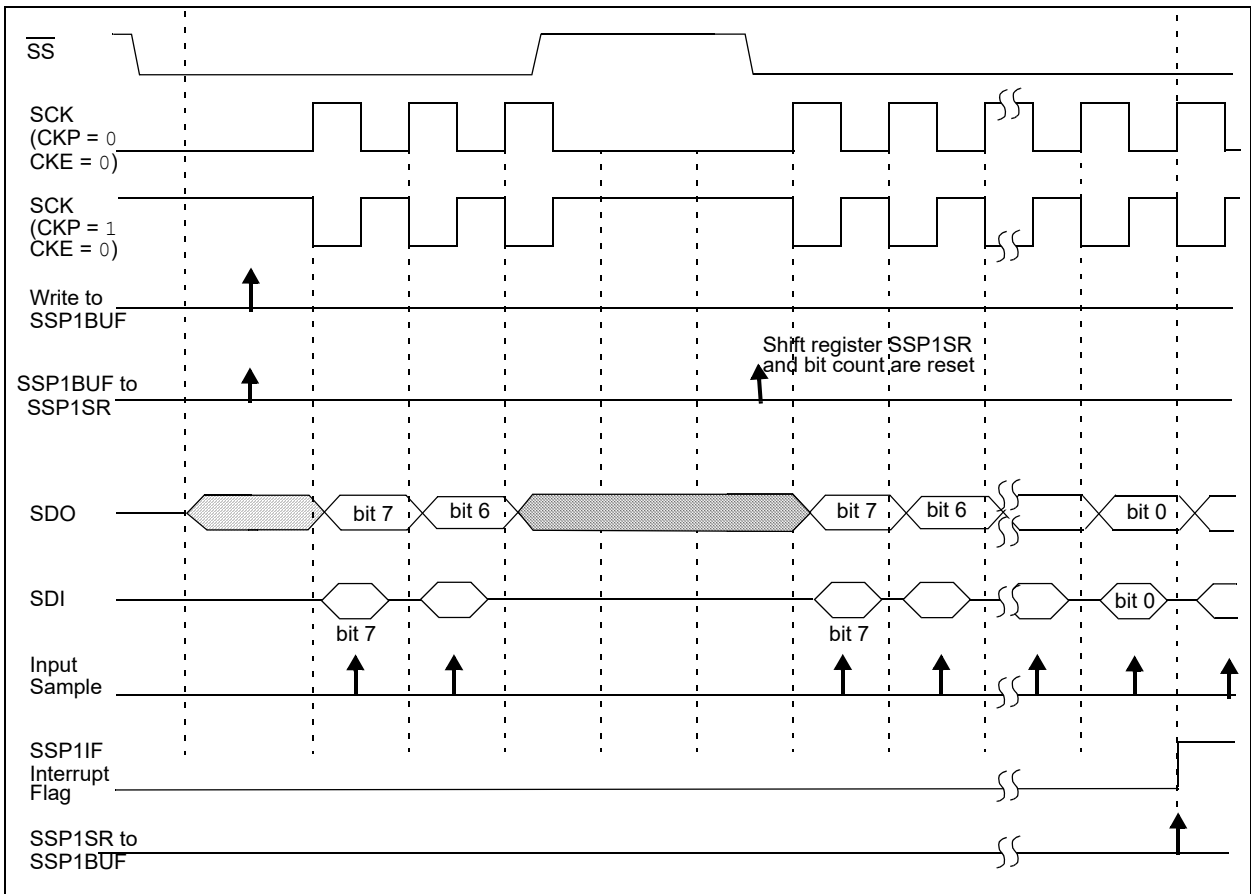 SS
SCK
(CKP = 0
CKE = 0)
SCK
(CKP = 1
CKE = 0)
Write to
SSP1BUF
Shift register SSP1SR
and bit count are reset
SSP1BUF to
SSP1SR
SDO
bit 7
bit 6
bit 7
bit 6
bit 0
SDI
bit 0
bit 7
bit 7
Input
Sample
SSP1IF
Interrupt
Flag
SSP1SR to
SSP1BUF